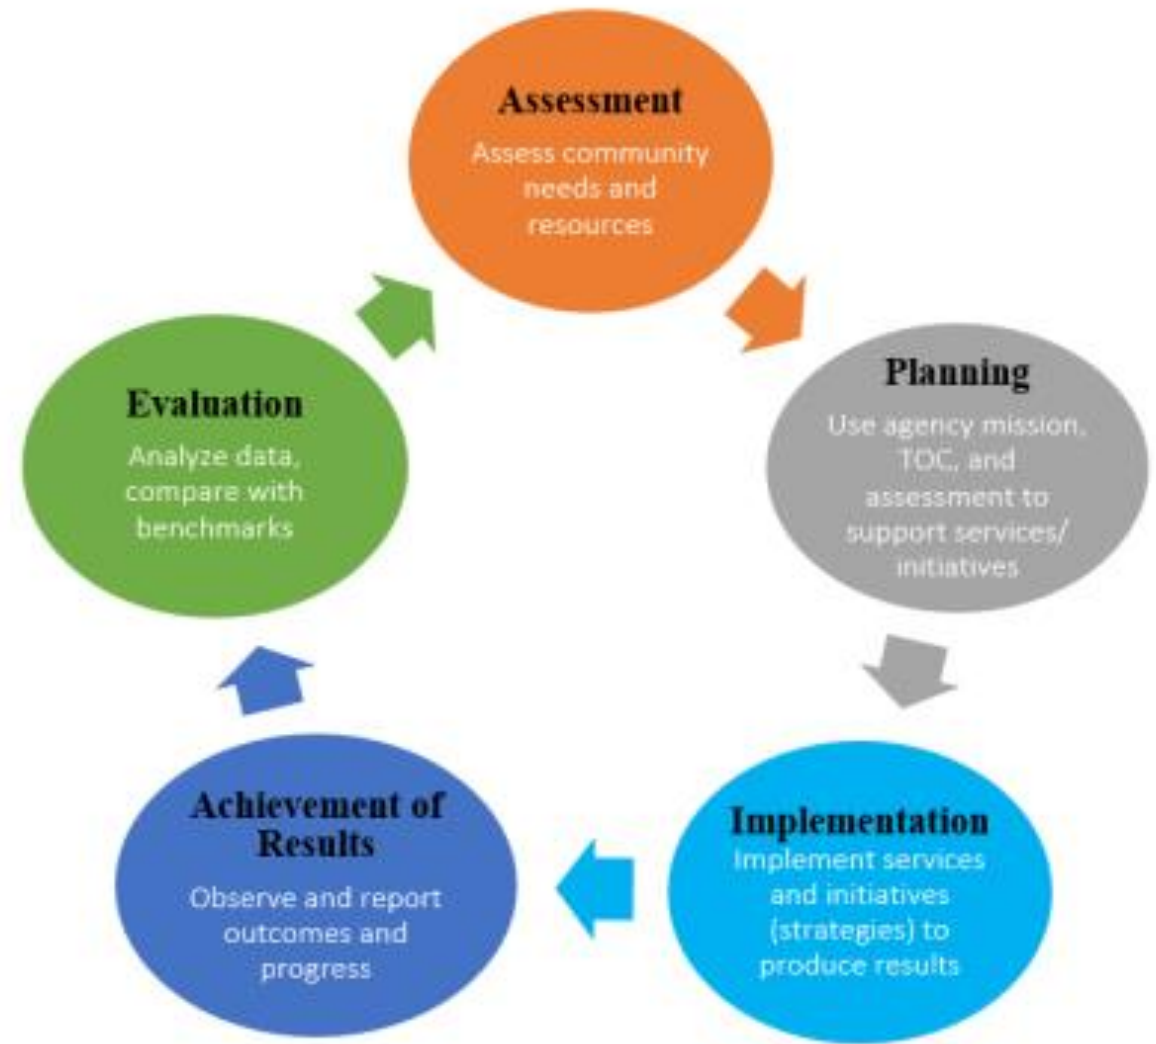 Assessment
Assess community
needs and
resources
Planning
Use agency mission,
TOC, and
assessment to
support services/
initiatives
Implementation
Implement services
and initiatives
(strategies) to
produce results
Achievement of
Results
Observe and report
outcomes and
progress
Evaluation
Analyze data,
compare with
benchmarks